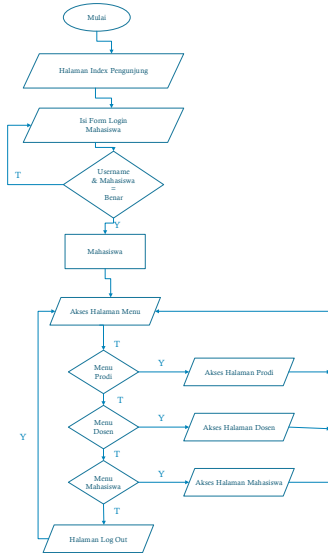 Mulai
Halaman Index Pengunjung
Isi Form Login
Mahasiswa
T
Username
& Mahasiswa
=
Benar
Y
Mahasiswa
Akses Halaman Menu
T
Menu
Prodi
Y
Akses Halaman Prodi
T
Menu
Dosen
Y
Akses Halaman Dosen
Y
T
Menu
Mahasiswa
Y
Akses Halaman Mahasiswa
T
Halaman Log Out